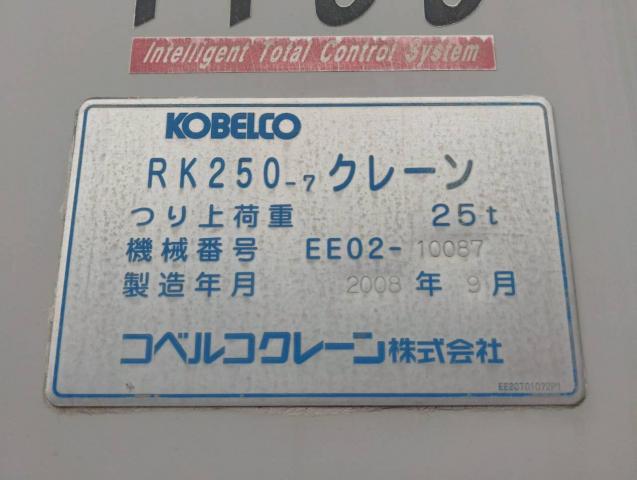 Intelligent Total Control System
KOBELCO
RK250-7クレーン
つり上荷重 25t
機械番号 EE02-10087
製造年月 2008年 9月
コベルコクレーン株式会社